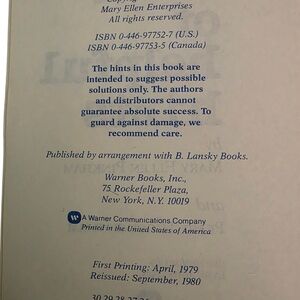 Mary Ellen Enterprises
All rights reserved.
ISBN 0-446-97752-7 (U.S.)
ISBN 0-446-97753-5 (Canada)
The hints in this book are
intended to suggest possible
solutions only. The authors
and distributors cannot
guarantee absolute success. To
guard against damage, we
recommend care.
Published by arrangement with B. Lansky Books.
Warner Books, Inc.,
75 Rockefeller Plaza,
New York, N.Y. 10019
A Warner Communications Company
Printed in the United States of America
First Printing: April, 1979
Reissued: September, 1980
30 29 28 27